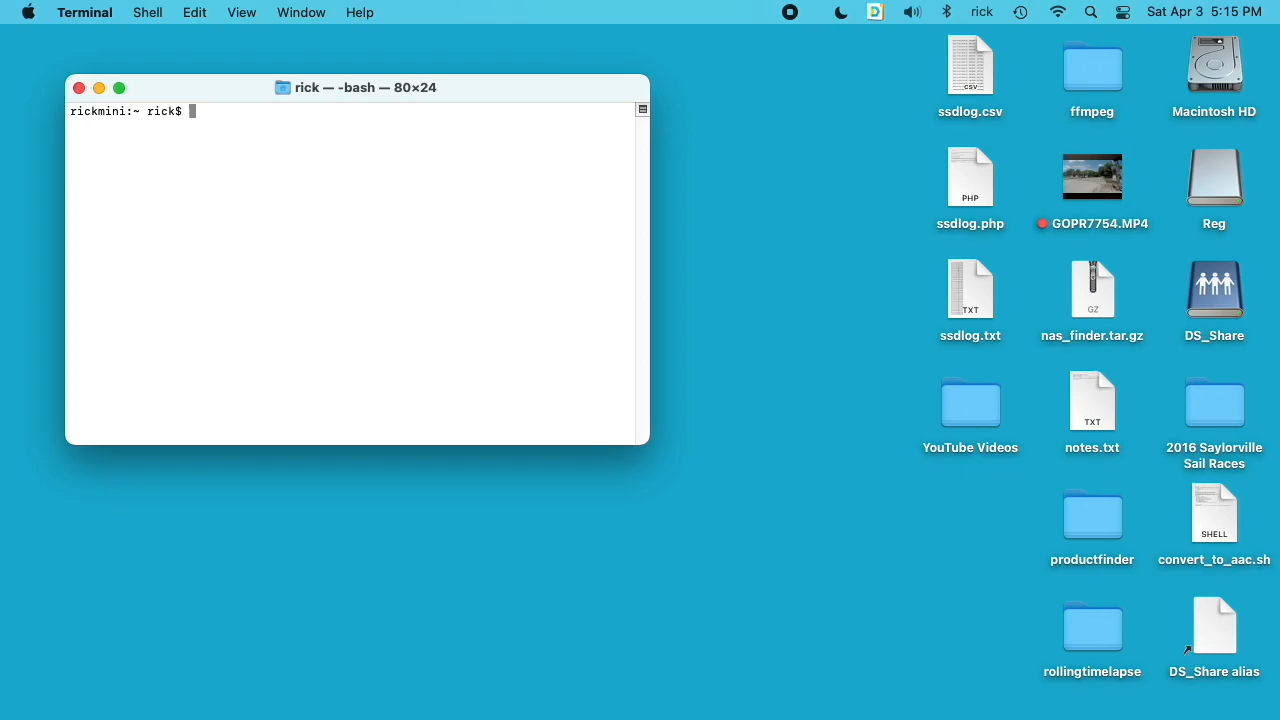 Terminal Shell Edit View Window Help rick Sat Apr 3 5:15 PM
rick — -bash — 80×24
rickmini:~ rick$
CSV
ssdlog.csv
ffmpeg
Macintosh HD
PHP
ssdlog.php
GOPR7754.MP4
Reg
TXT
ssdlog.txt
GZ
nas_finder.tar.gz
DS_Share
YouTube Videos
TXT
notes.txt
2016 Saylorville
Sail Races
productfinder
SHELL
convert_to_aac.sh
rollingtimelapse
DS_Share alias